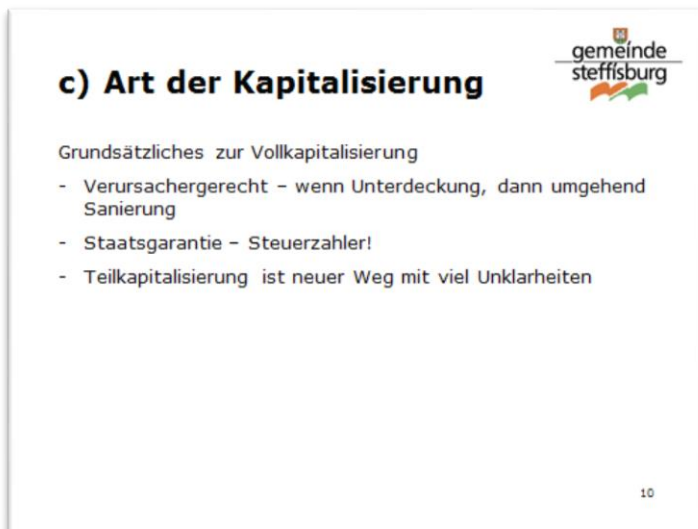 gemeinde
steffisburg
c) Art der Kapitalisierung
Grundsätzliches zur Vollkapitalisierung
- Verursachergerecht – wenn Unterdeckung, dann umgehend
Sanierung
- Staatsgarantie – Steuerzahler!
- Teilkapitalisierung ist neuer Weg mit viel Unklarheiten
10